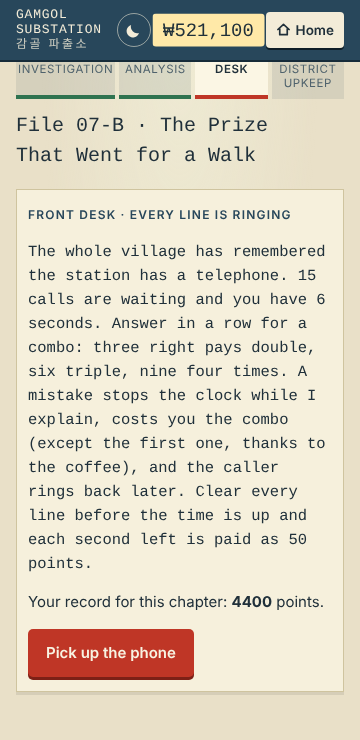 GAMGOL
SUBSTATION
감골 파출소
₩521,100
Home
INVESTIGATION
ANALYSIS
DESK
DISTRICT
UPKEEP
File 07-B · The Prize
That Went for a Walk
FRONT DESK · EVERY LINE IS RINGING
The whole village has remembered
the station has a telephone. 15
calls are waiting and you have 6
seconds. Answer in a row for a
combo: three right pays double,
six triple, nine four times. A
mistake stops the clock while I
explain, costs you the combo
(except the first one, thanks to
the coffee), and the caller
rings back later. Clear every
line before the time is up and
each second left is paid as 50
points.
Your record for this chapter: 4400 points.
Pick up the phone